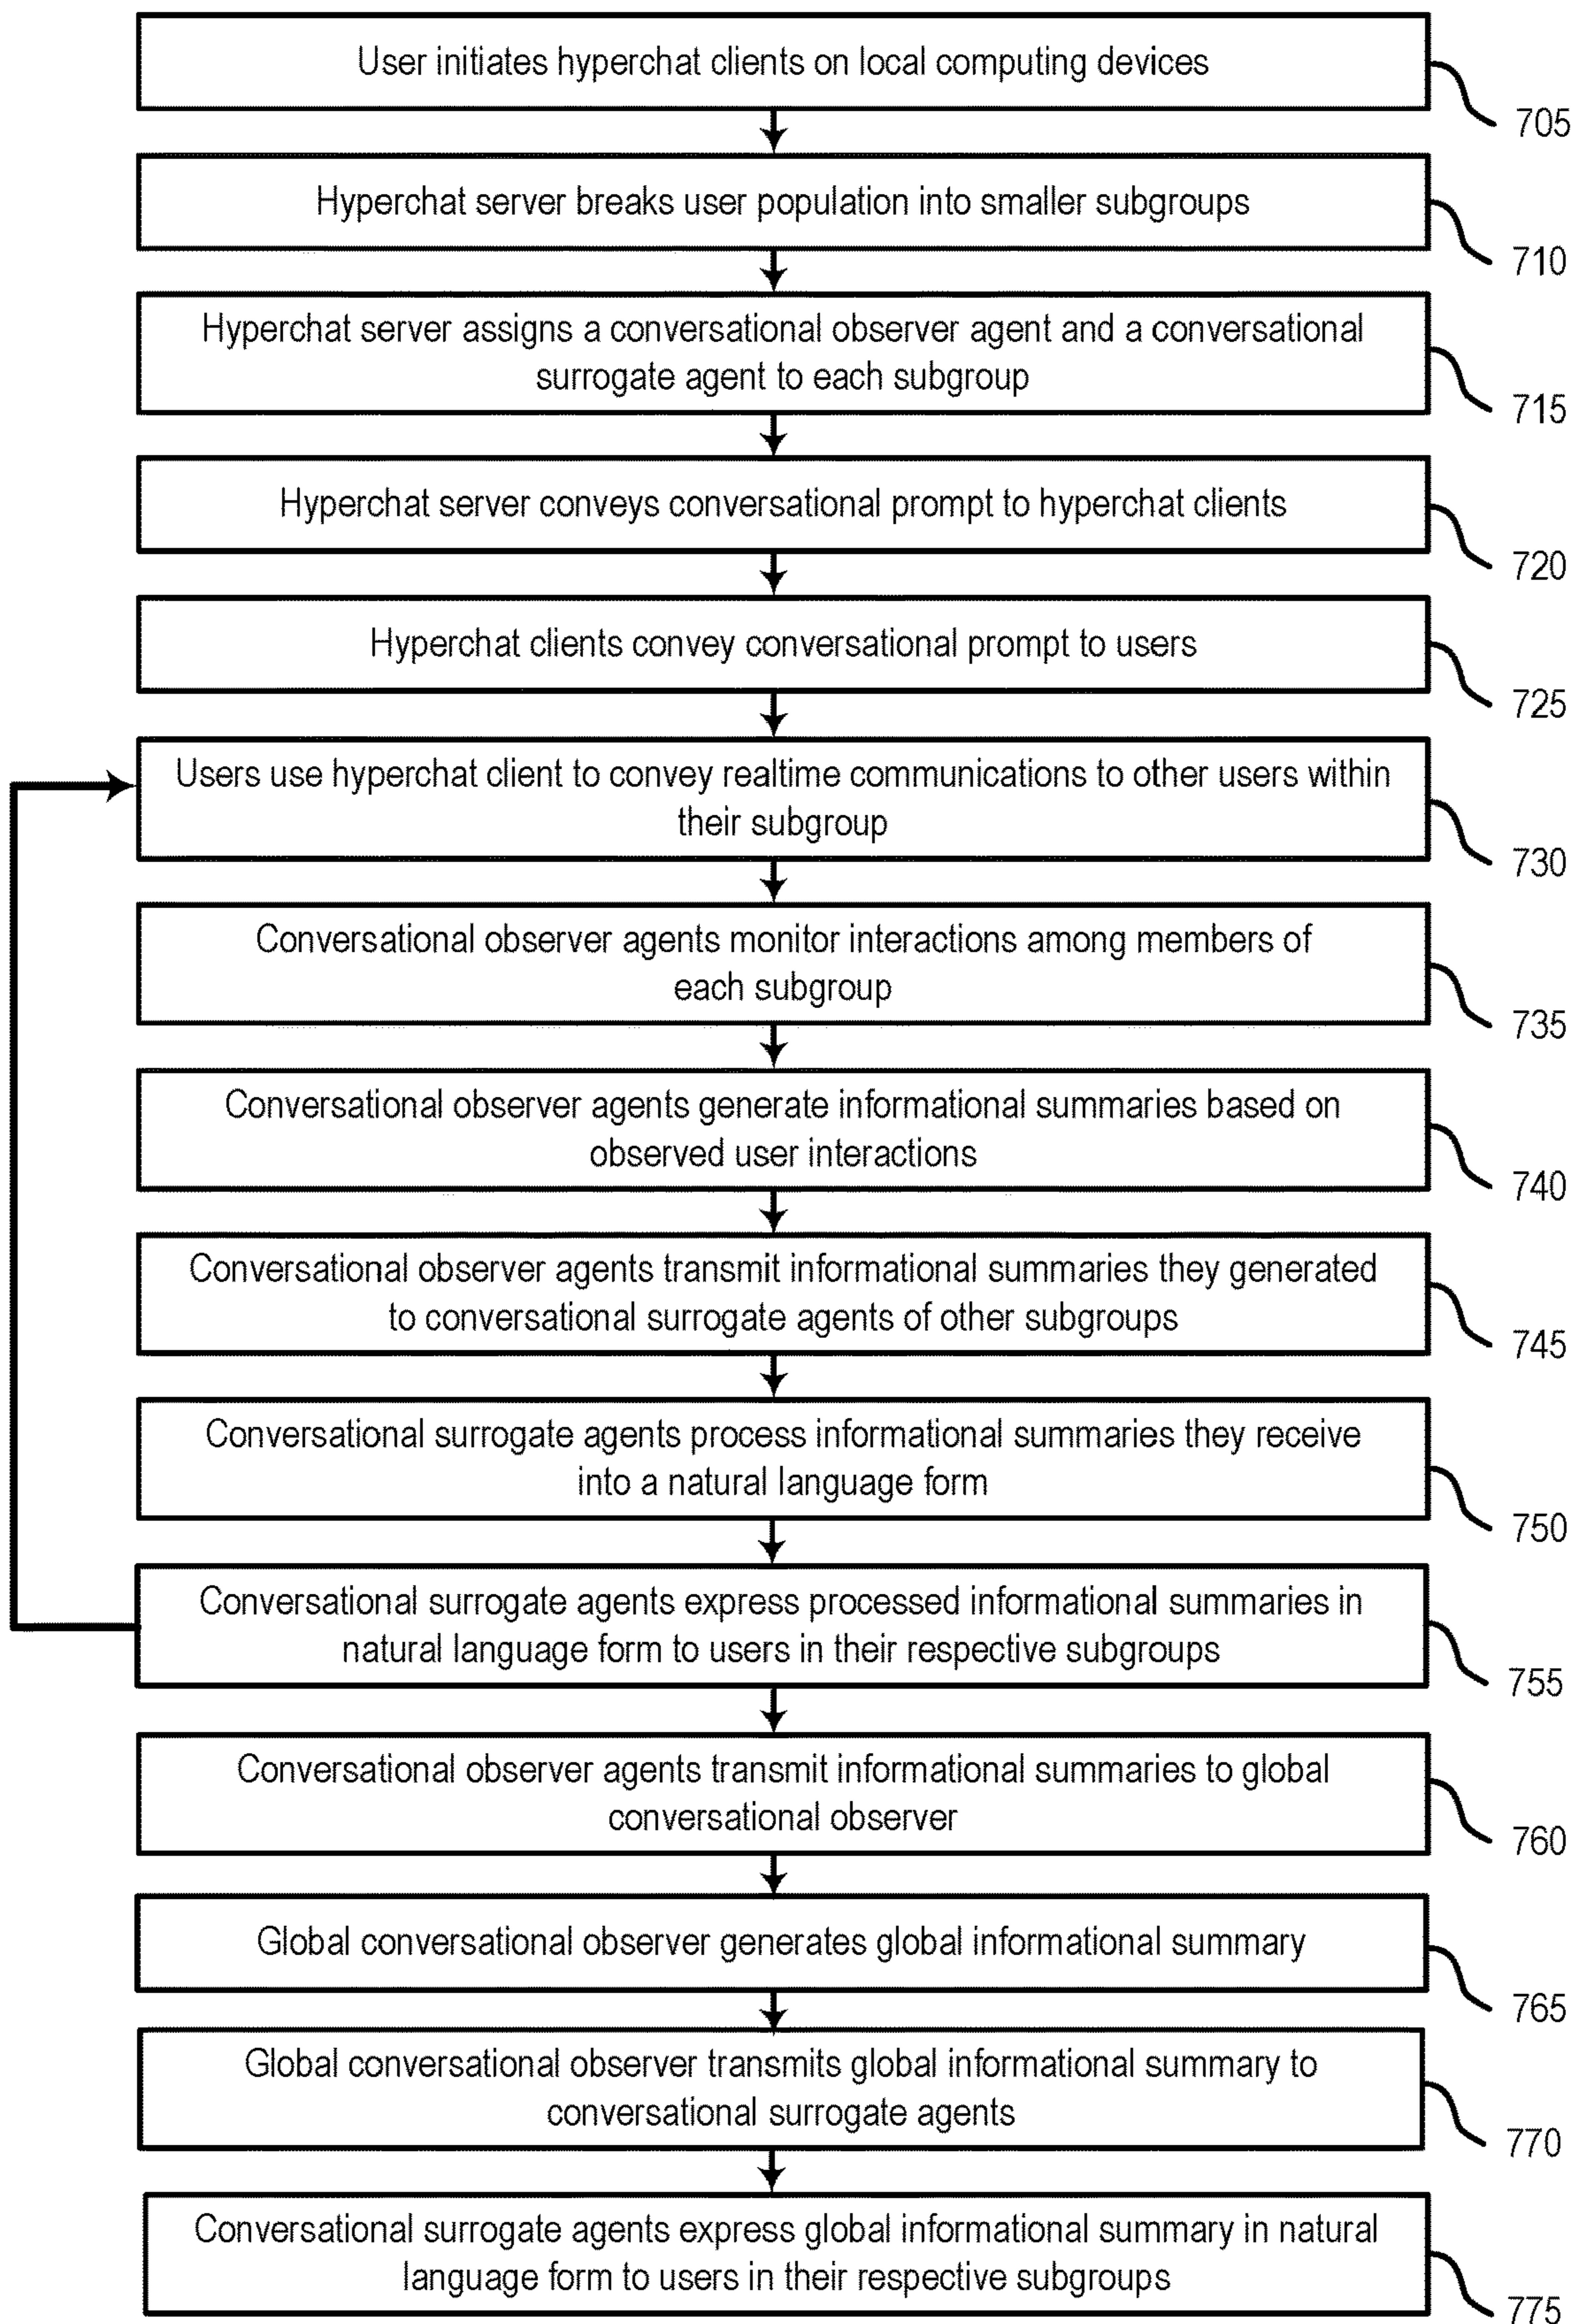 User initiates hyperchat clients on local computing devices
705
Hyperchat server breaks user population into smaller subgroups
710
Hyperchat server assigns a conversational observer agent and a conversational
surrogate agent to each subgroup
715
Hyperchat server conveys conversational prompt to hyperchat clients
720
Hyperchat clients convey conversational prompt to users
725
Users use hyperchat client to convey realtime communications to other users within
their subgroup
730
Conversational observer agents monitor interactions among members of
each subgroup
735
Conversational observer agents generate informational summaries based on
observed user interactions
740
Conversational observer agents transmit informational summaries they generated
to conversational surrogate agents of other subgroups
745
Conversational surrogate agents process informational summaries they receive
into a natural language form
750
Conversational surrogate agents express processed informational summaries in
natural language form to users in their respective subgroups
755
Conversational observer agents transmit informational summaries to global
conversational observer
760
Global conversational observer generates global informational summary
765
Global conversational observer transmits global informational summary to
conversational surrogate agents
770
Conversational surrogate agents express global informational summary in natural
language form to users in their respective subgroups
775